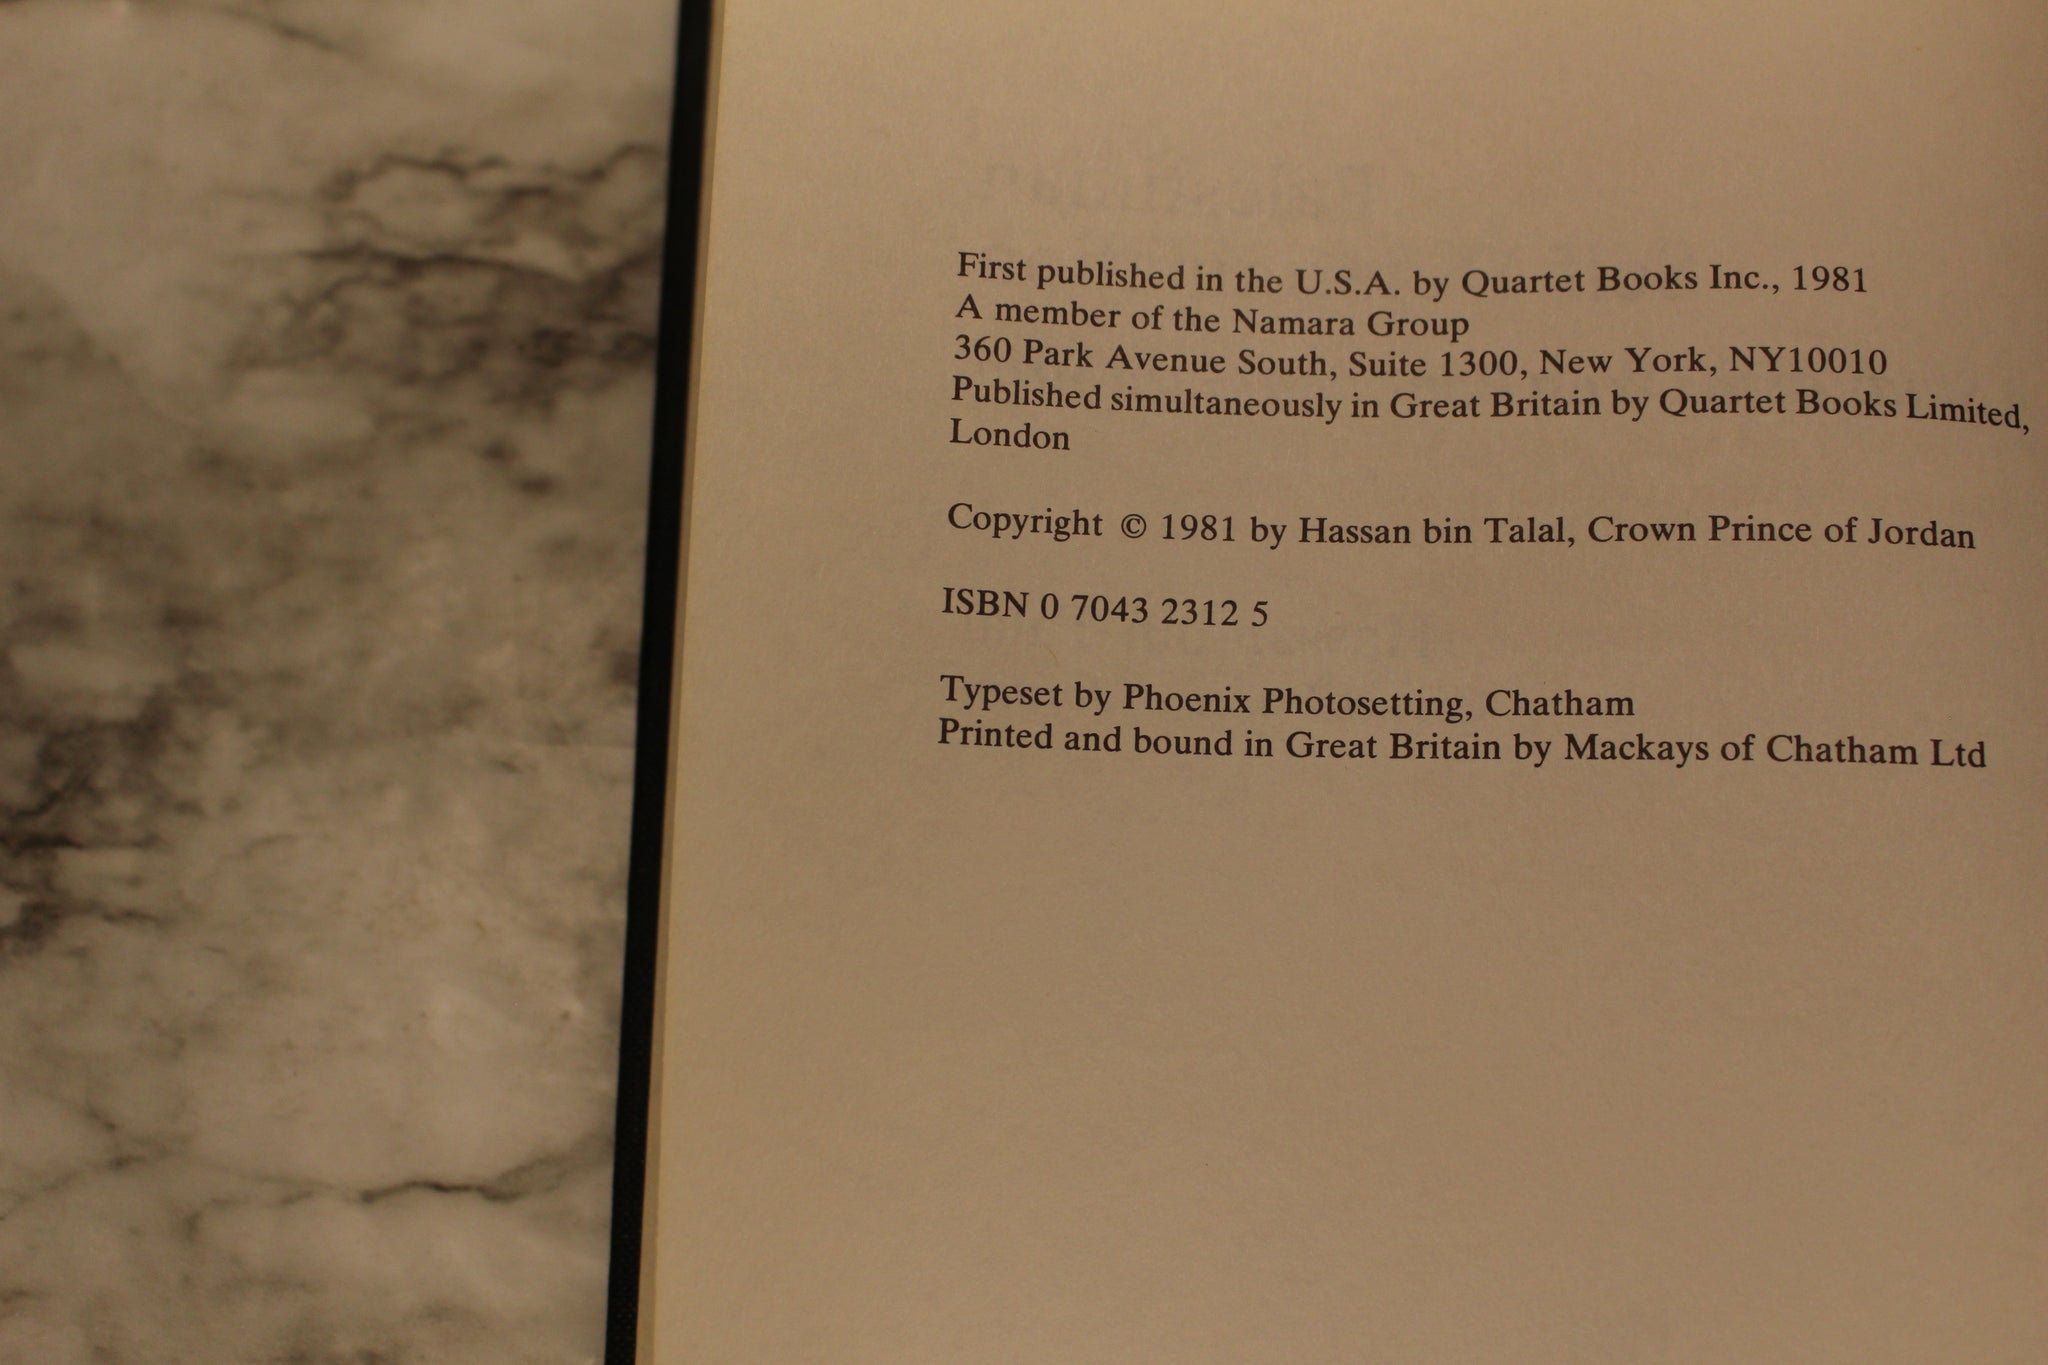 First published in the U.S.A. by Quartet Books Inc., 1981
A member of the Namara Group
360 Park Avenue South, Suite 1300, New York, NY10010
Published simultaneously in Great Britain by Quartet Books Limited,
London
Copyright © 1981 by Hassan bin Talal, Crown Prince of Jordan
ISBN 0 7043 2312 5
Typeset by Phoenix Photosetting, Chatham
Printed and bound in Great Britain by Mackays of Chatham Ltd